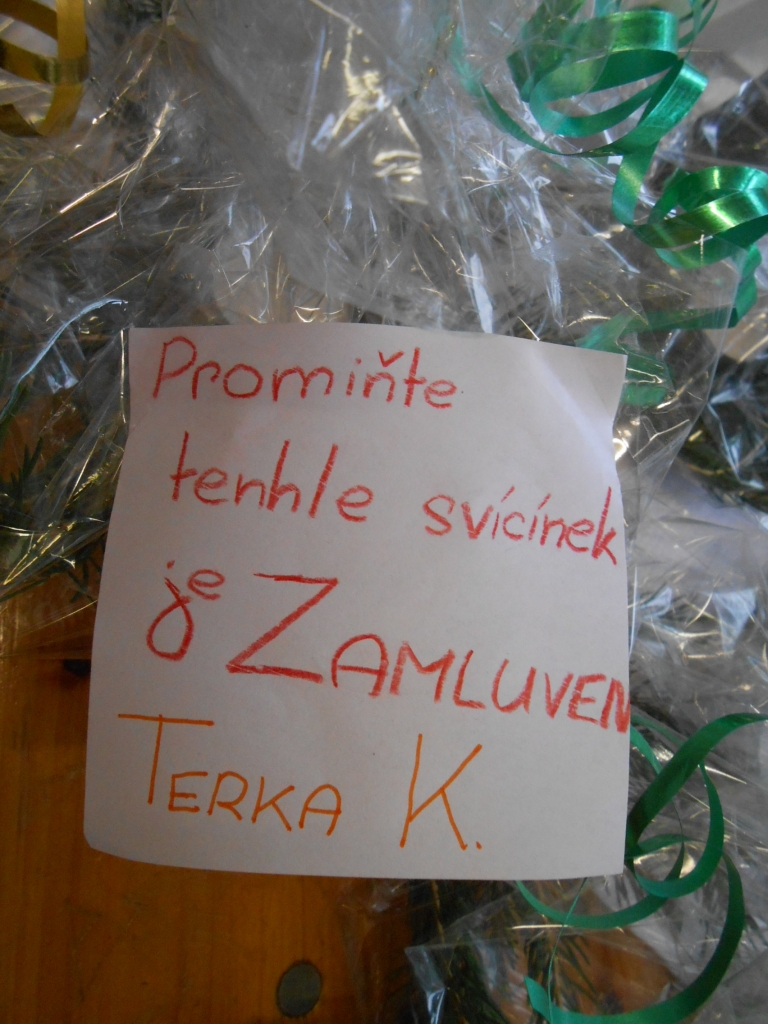 Promiňte
tenhle svícínek
je ZAMLUVEN
TERKA K.